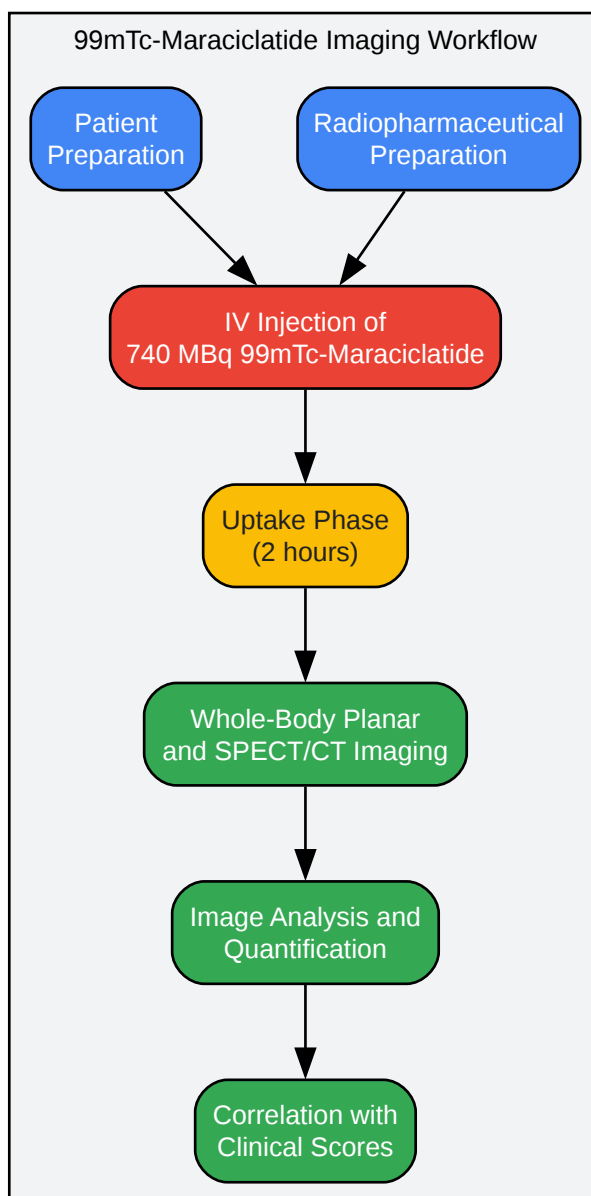 99mTc-Maraciclatide Imaging Workflow
Patient
Preparation
Radiopharmaceutical
Preparation
IV Injection of
740 MBq 99mTc-Maraciclatide
Uptake Phase
(2 hours)
Whole-Body Planar
and SPECT/CT Imaging
Image Analysis and
Quantification
Correlation with
Clinical Scores